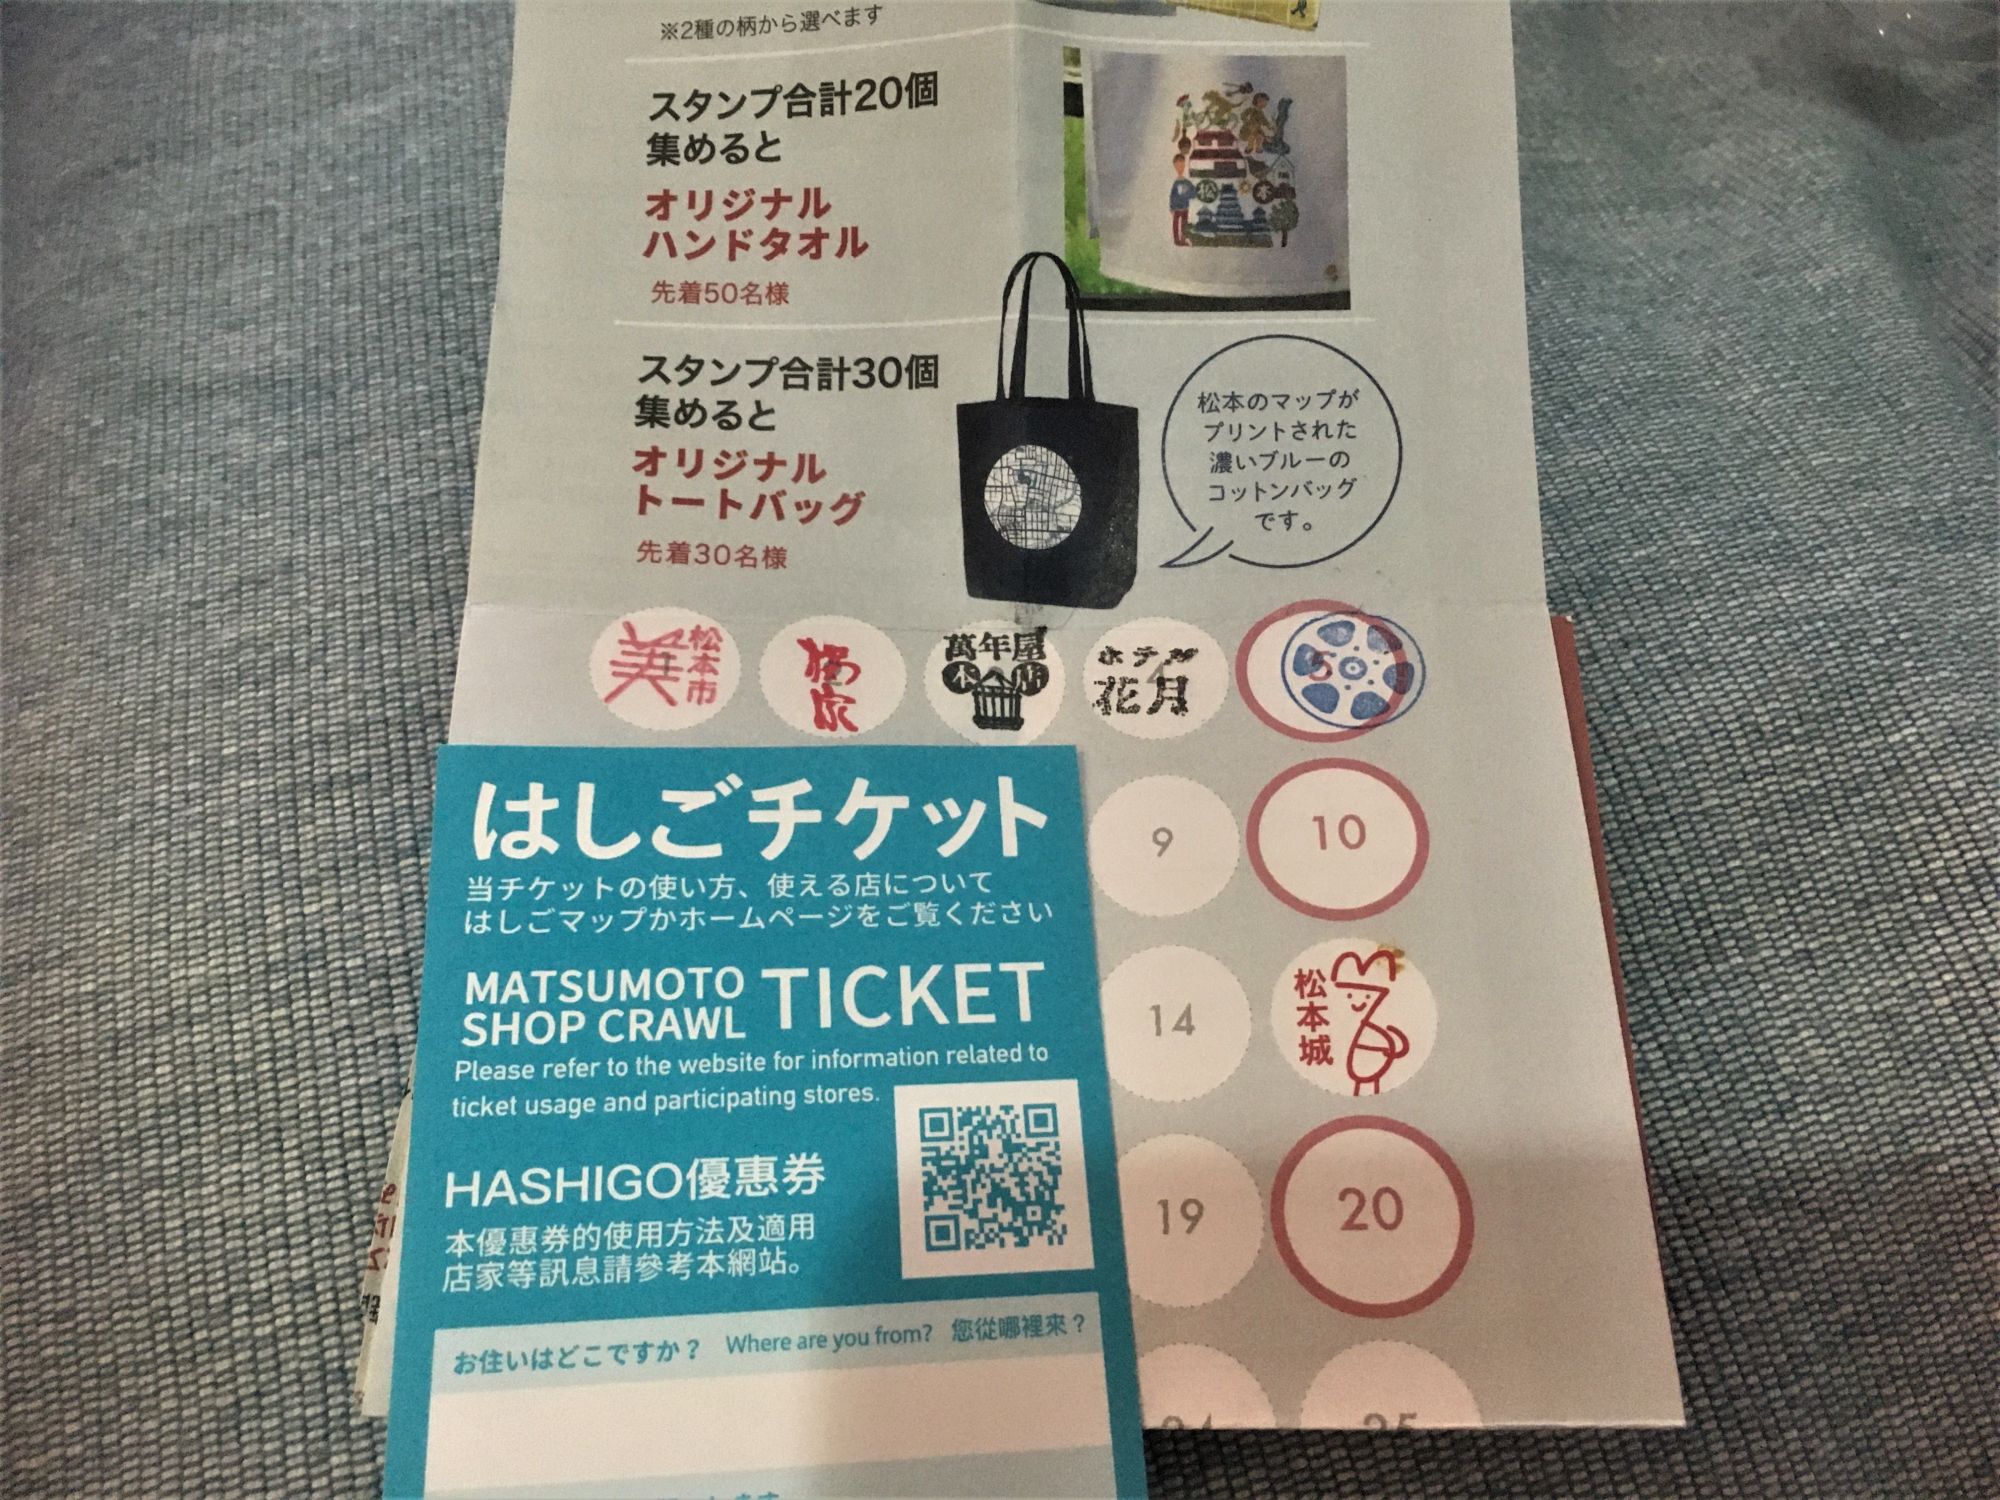 ※2種の柄から選べます
スタンプ合計20個
集めると
オリジナル
ハンドタオル
先着50名様
松 本
スタンプ合計30個
集めると
オリジナル
トートバッグ
先着30名様
松本のマップが
プリントされた
濃いブルーの
コットンバッグ
です。
美 松本市
萬年屋
本店
ホテル
花月
5
9
10
14
松本城
19
20
はしごチケット
当チケットの使い方、使える店について
はしごマップかホームページをご覧ください
MATSUMOTO
SHOP CRAWL TICKET
Please refer to the website for information related to
ticket usage and participating stores.
HASHIGO優惠券
本優惠券的使用方法及適用
店家等訊息請參考本網站。
お住いはどこですか？ Where are you from? 您從哪裡來？